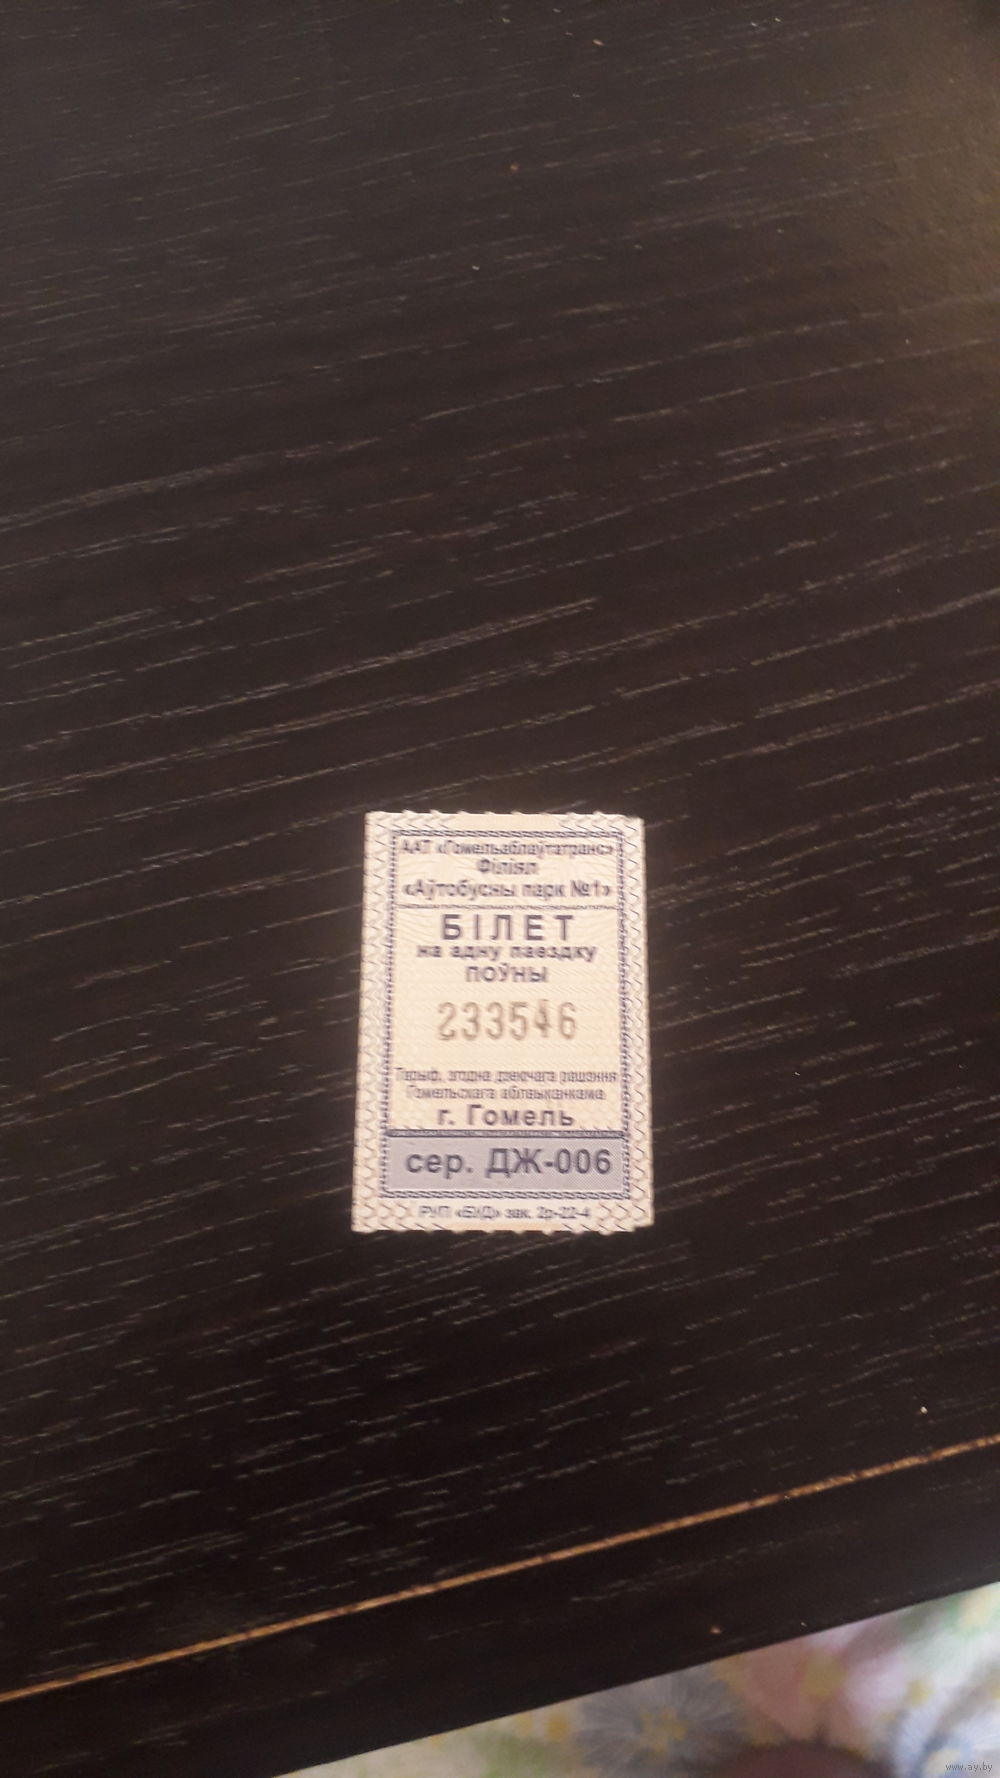 ААТ «Гомельаблаўтатранс»
Філіял
«Аўтобусны парк №1»
БІЛЕТ
на адну паездку
ПОЎНЫ
233546
Тарыф, згодна дзеючага рашэння
Гомельскага аблвыканкама
г. Гомель
сер. ДЖ-006
РУП «БУД» зак. 2р-22-4
www.ay.by